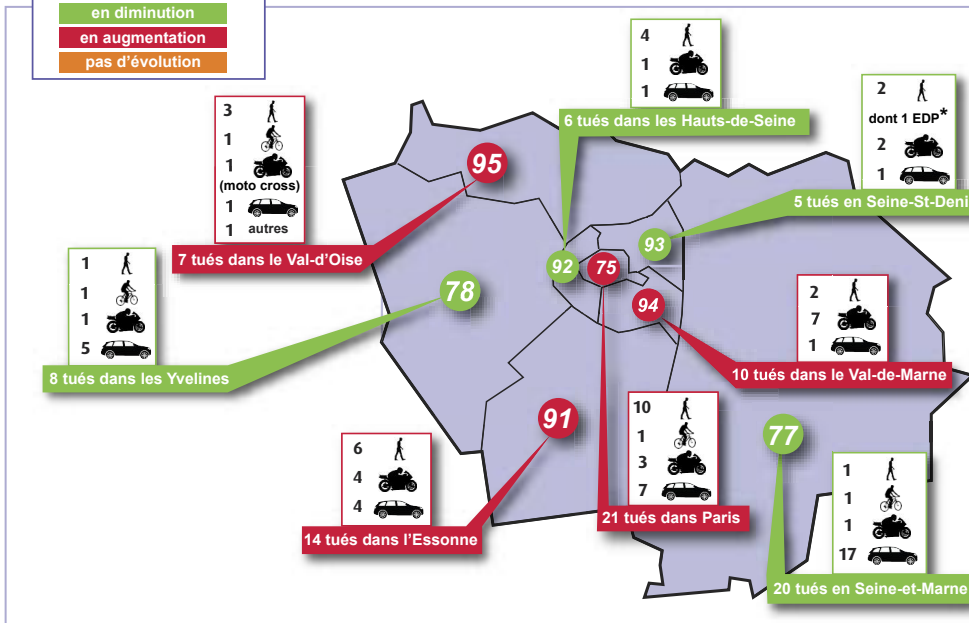 en diminution
en augmentation
pas d'évolution
4
1
1
6 tués dans les Hauts-de-Seine
2
dont 1 EDP*
2
1
5 tués en Seine-St-Deni
3
1
1
(moto cross)
1
1 autres
7 tués dans le Val-d'Oise
95
93
92
75
78
94
1
1
1
5
8 tués dans les Yvelines
2
7
1
10 tués dans le Val-de-Marne
91
77
6
4
4
14 tués dans l'Essonne
10
1
3
7
21 tués dans Paris
1
1
1
17
20 tués en Seine-et-Marne